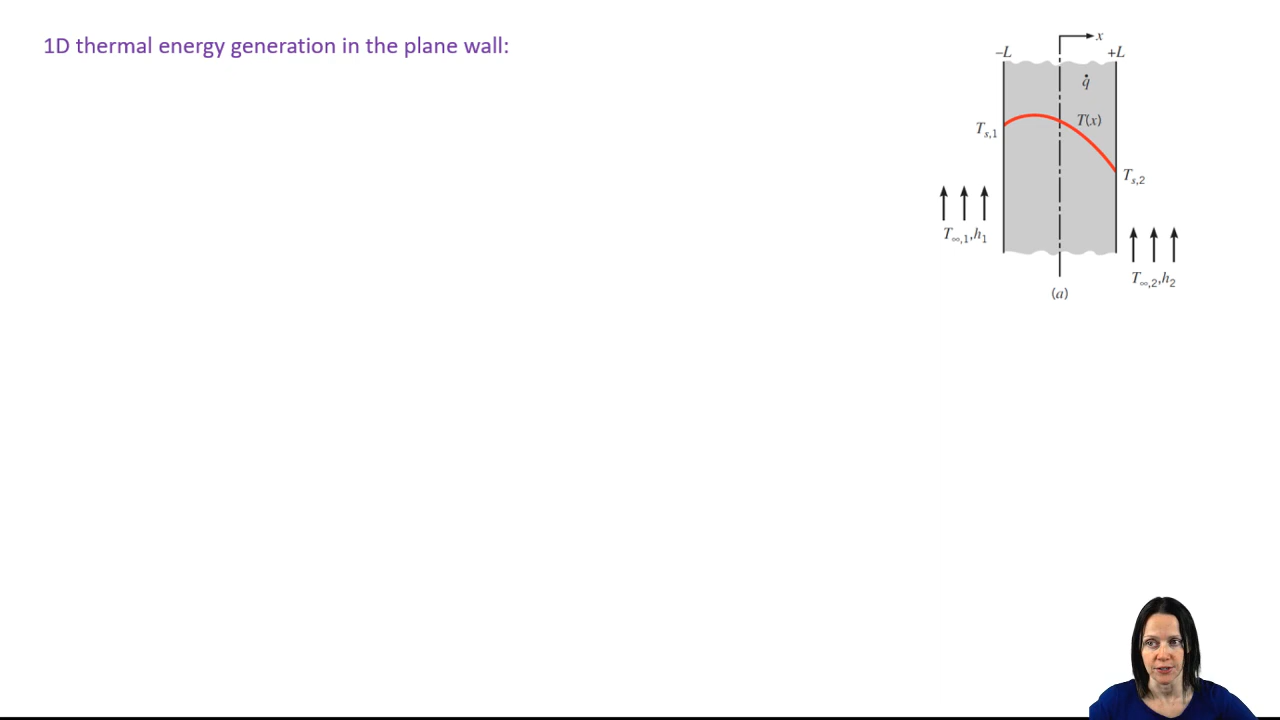 1D thermal energy generation in the plane wall:
x
–L
+L
q̇
T(x)
Ts,1
Ts,2
T∞,1,h1
T∞,2,h2
(a)